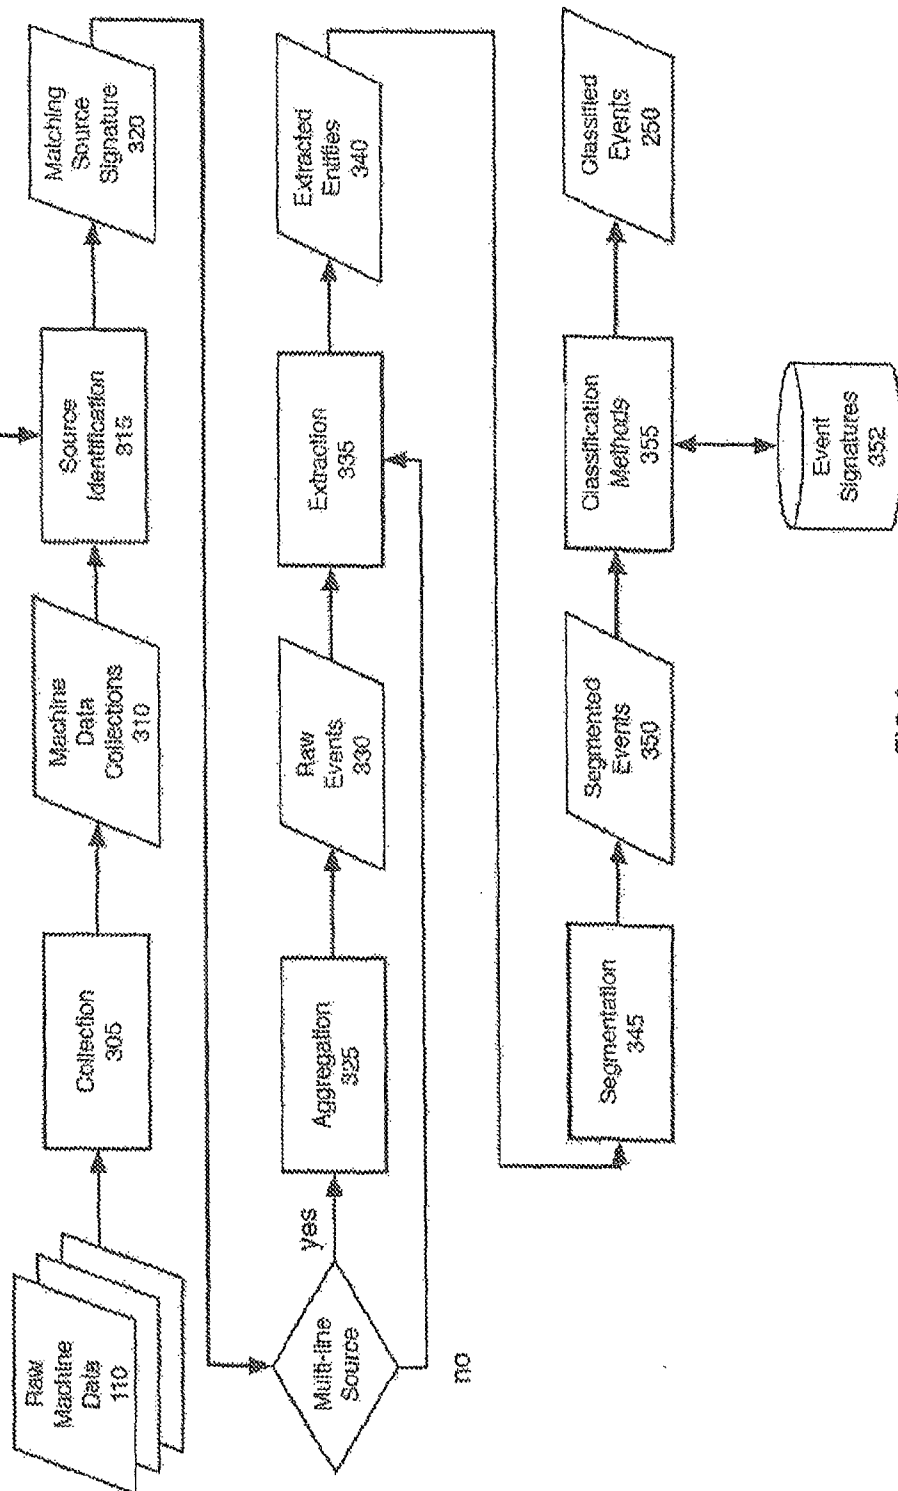 Raw
Machine
Data
110
Collection
305
Machine
Data
Collections
310
Source
Identification
315
Matching
Source
Signature
320
Multi-line
Source
yes
no
Aggregation
325
Raw
Events
330
Extraction
335
Extracted
Entities
340
Segmentation
345
Segmented
Events
350
Classification
Methods
355
Classified
Events
250
Event
Signatures
352